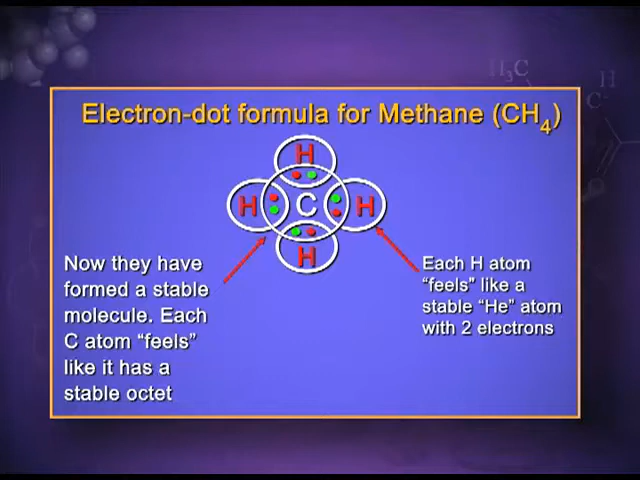 H₃C
H
C
Electron-dot formula for Methane (CH₄)
H
H C H
H
Now they have
formed a stable
molecule. Each
C atom “feels”
like it has a
stable octet
Each H atom
“feels” like a
stable “He” atom
with 2 electrons